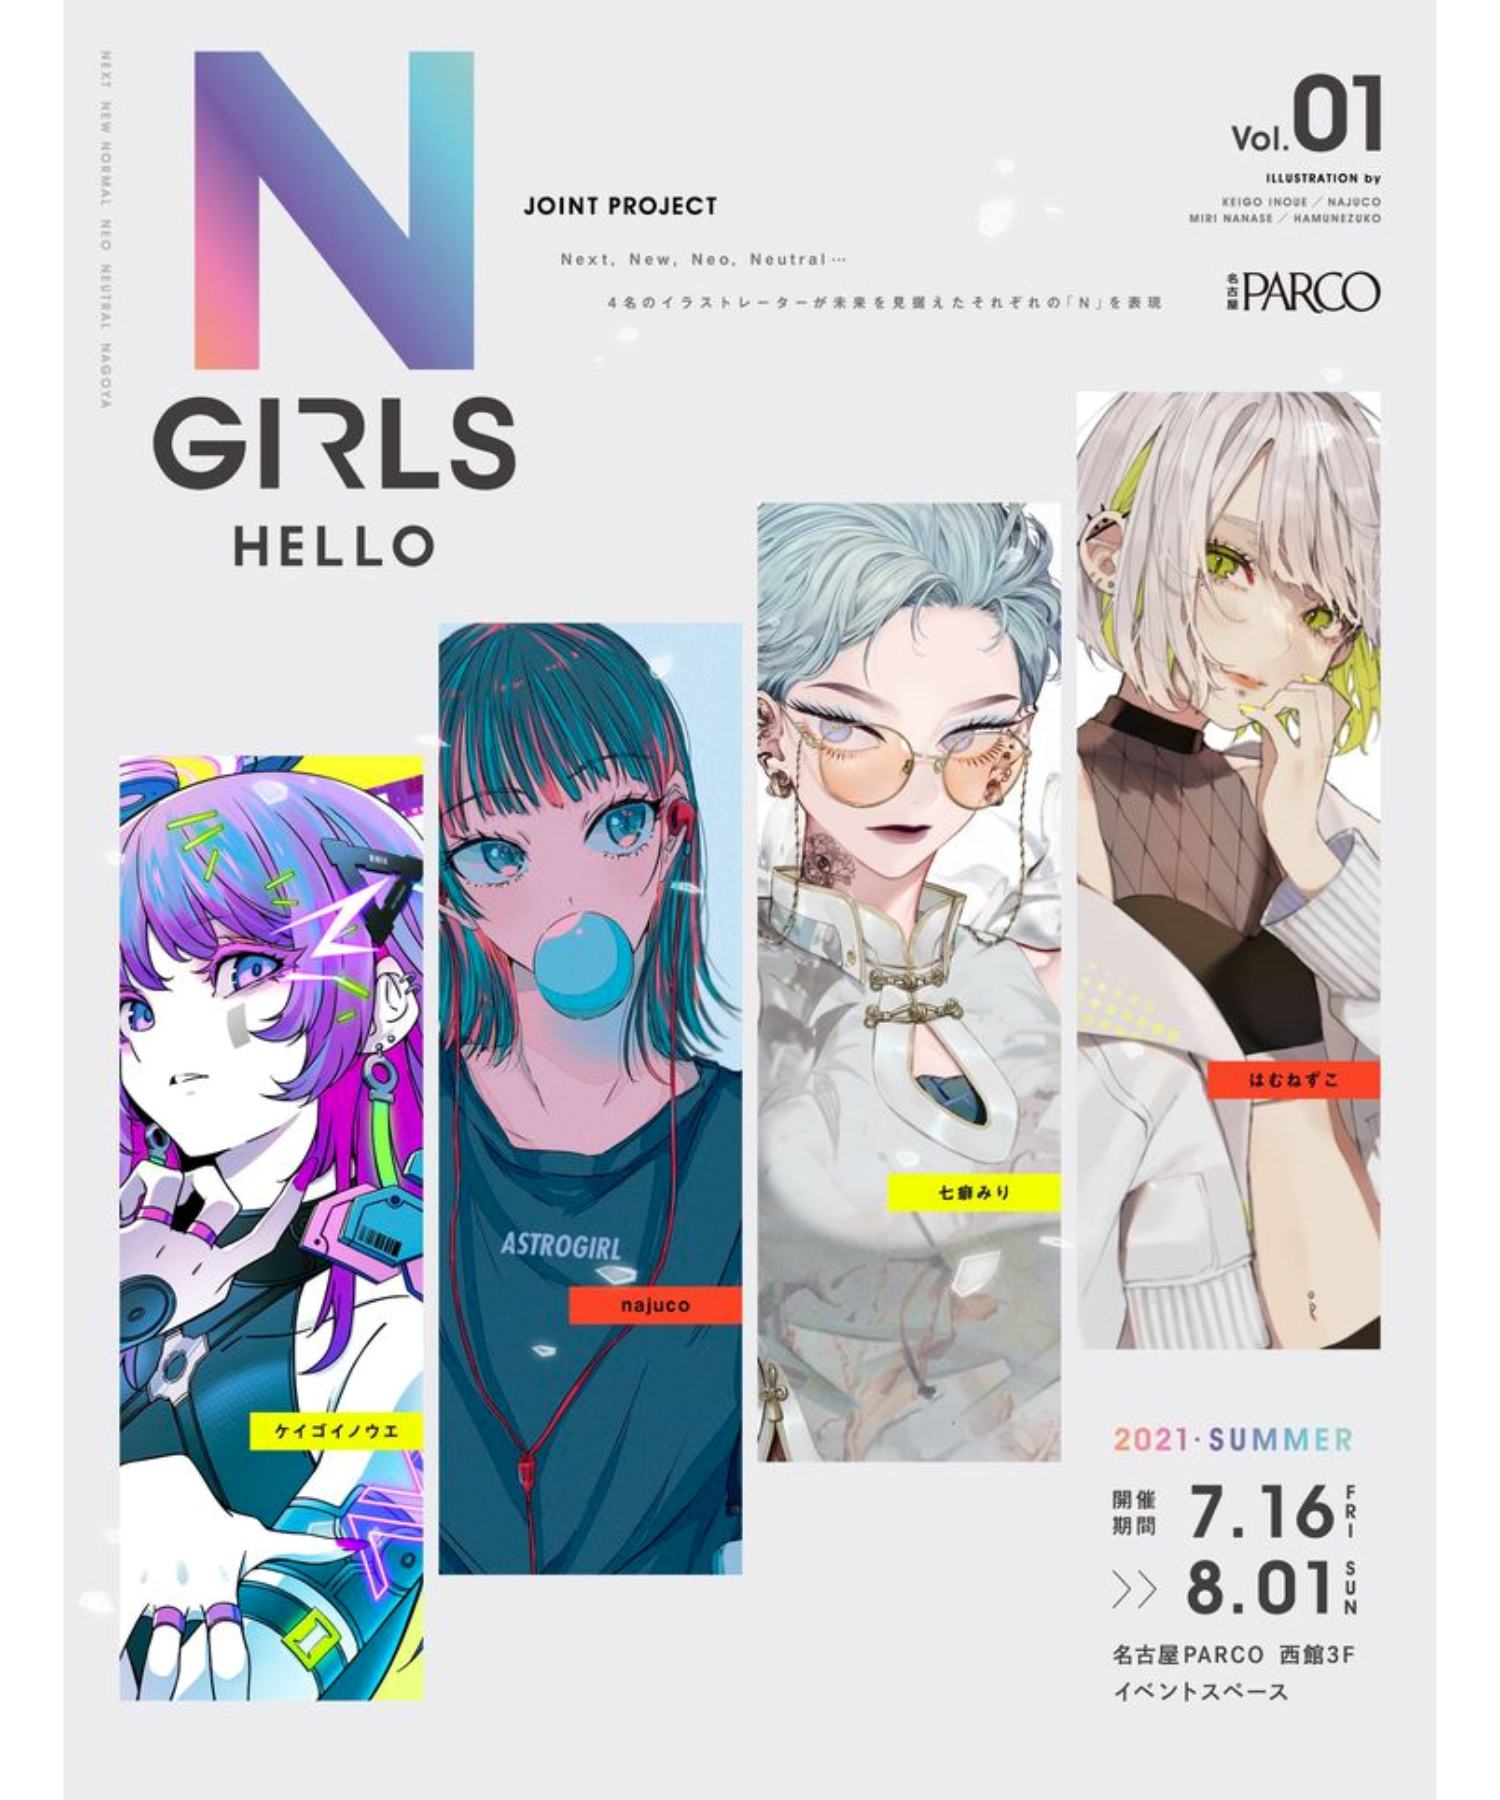 NEXT NEW NORMAL NEO NEUTRAL NAGOYA
N
GIRLS
HELLO
JOINT PROJECT
Next, New, Neo, Neutral…
4名のイラストレーターが未来を見据えたそれぞれの「N」を表現
Vol.01
ILLUSTRATION by
KEIGO INOUE／NAJUCO
MIRI NANASE／HAMUNEZUKO
名古屋PARCO
はむねずこ
七癖みり
ASTROGIRL
najuco
ケイゴイノウエ
2021·SUMMER
開催期間 7.16 FRI
8.01 SUN
名古屋PARCO 西館3F
イベントスペース